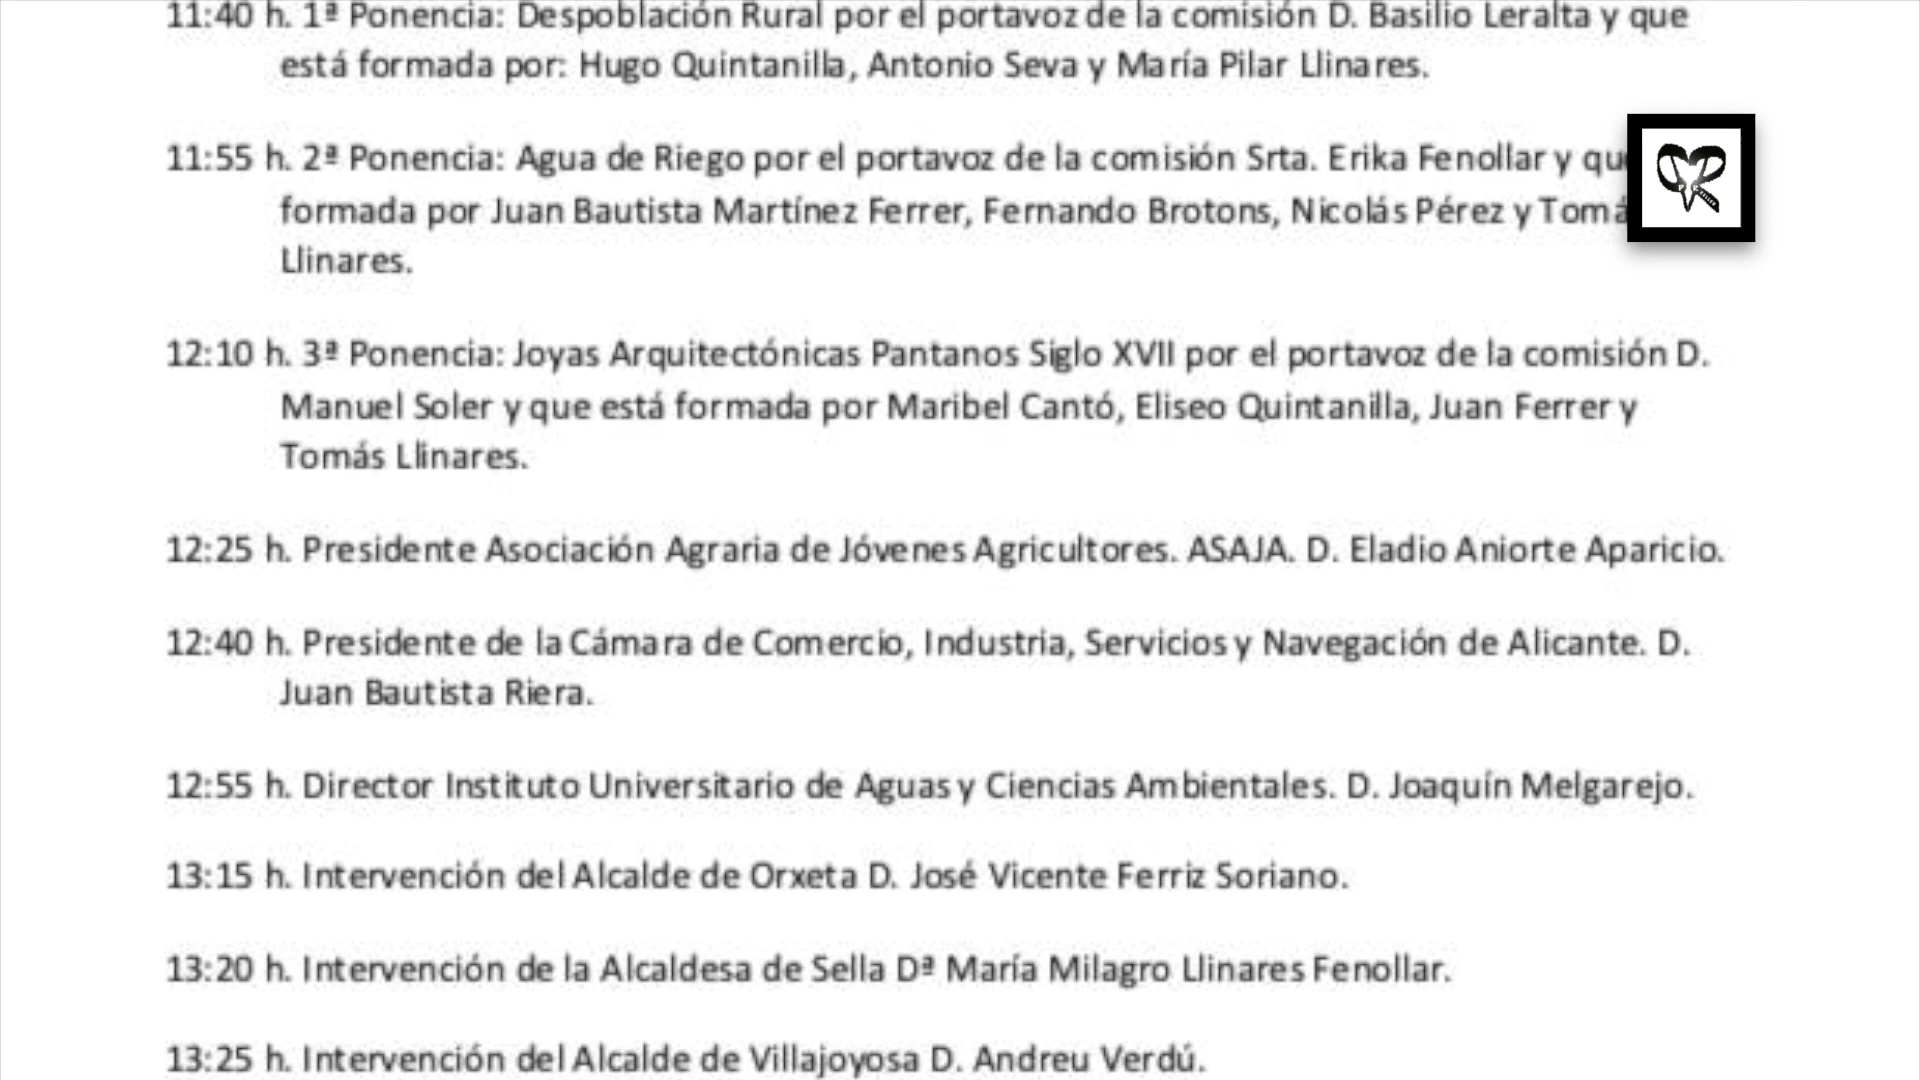 11:40 h. 1ª Ponencia: Despoblación Rural por el portavoz de la comisión D. Basilio Leralta y que
está formada por: Hugo Quintanilla, Antonio Seva y María Pilar Llinares.
11:55 h. 2ª Ponencia: Agua de Riego por el portavoz de la comisión Srta. Erika Fenollar y
formada por Juan Bautista Martínez Ferrer, Fernando Brotons, Nicolás Pérez y
Llinares.
12:10 h. 3ª Ponencia: Joyas Arquitectónicas Pantanos Siglo XVII por el portavoz de la comisión D.
Manuel Soler y que está formada por Maribel Cantó, Eliseo Quintanilla, Juan Ferrer y
Tomás Llinares.
12:25 h. Presidente Asociación Agraria de Jóvenes Agricultores. ASAJA. D. Eladio Aniorte Aparicio.
12:40 h. Presidente de la Cámara de Comercio, Industria, Servicios y Navegación de Alicante. D.
Juan Bautista Riera.
12:55 h. Director Instituto Universitario de Aguas y Ciencias Ambientales. D. Joaquín Melgarejo.
13:15 h. Intervención del Alcalde de Orxeta D. José Vicente Ferriz Soriano.
13:20 h. Intervención de la Alcaldesa de Sella Dª María Milagro Llinares Fenollar.
13:25 h. Intervención del Alcalde de Villajoyosa D. Andreu Verdú.